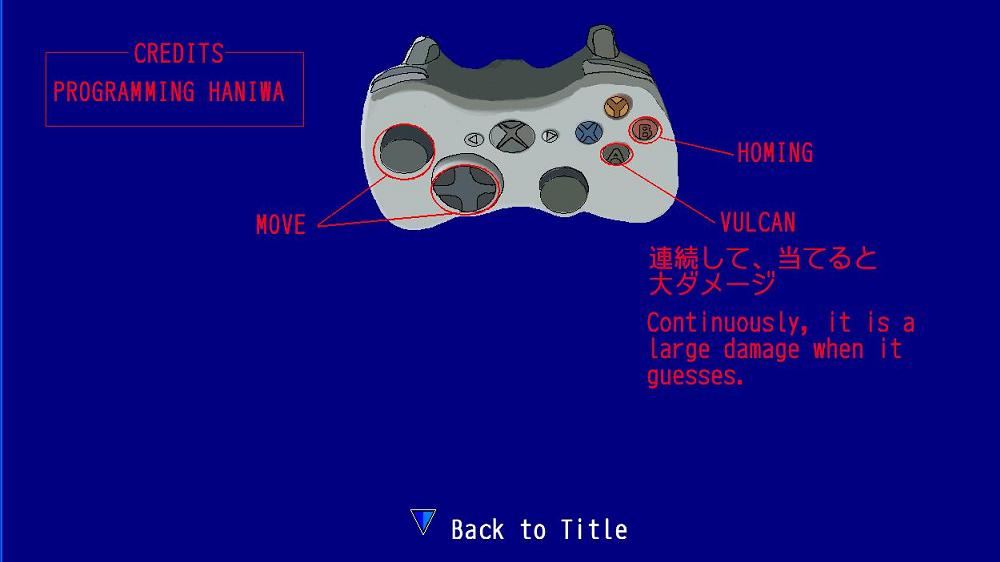 CREDITS
PROGRAMMING HANIWA
Y
X
B
A
HOMING
MOVE
VULCAN
連続して、当てると
大ダメージ
Continuously, it is a
large damage when it
guesses.
Back to Title